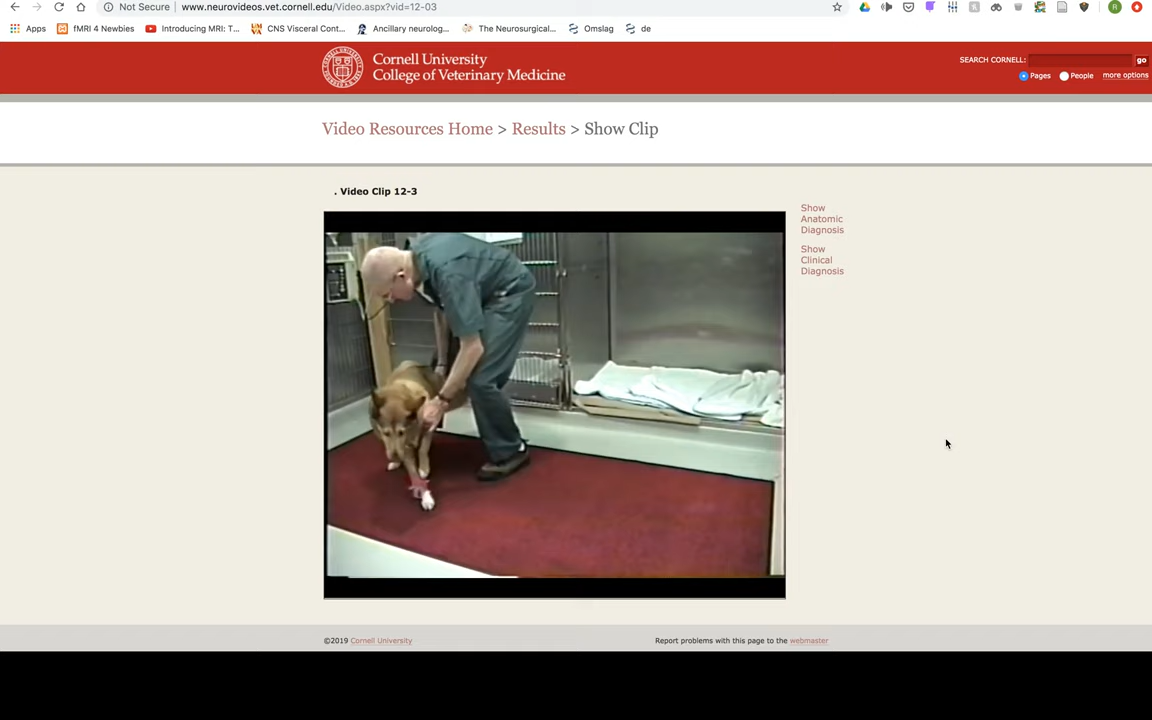 Not Secure | www.neurovideos.vet.cornell.edu/Video.aspx?vid=12-03
Apps fMRI 4 Newbies Introducing MRI: T... CNS Visceral Cont... Ancillary neurolog... The Neurosurgical... Omslag de
Cornell University
College of Veterinary Medicine
SEARCH CORNELL: go
Pages People more options
Video Resources Home > Results > Show Clip
. Video Clip 12-3
Show
Anatomic
Diagnosis
Show
Clinical
Diagnosis
©2019 Cornell University
Report problems with this page to the webmaster